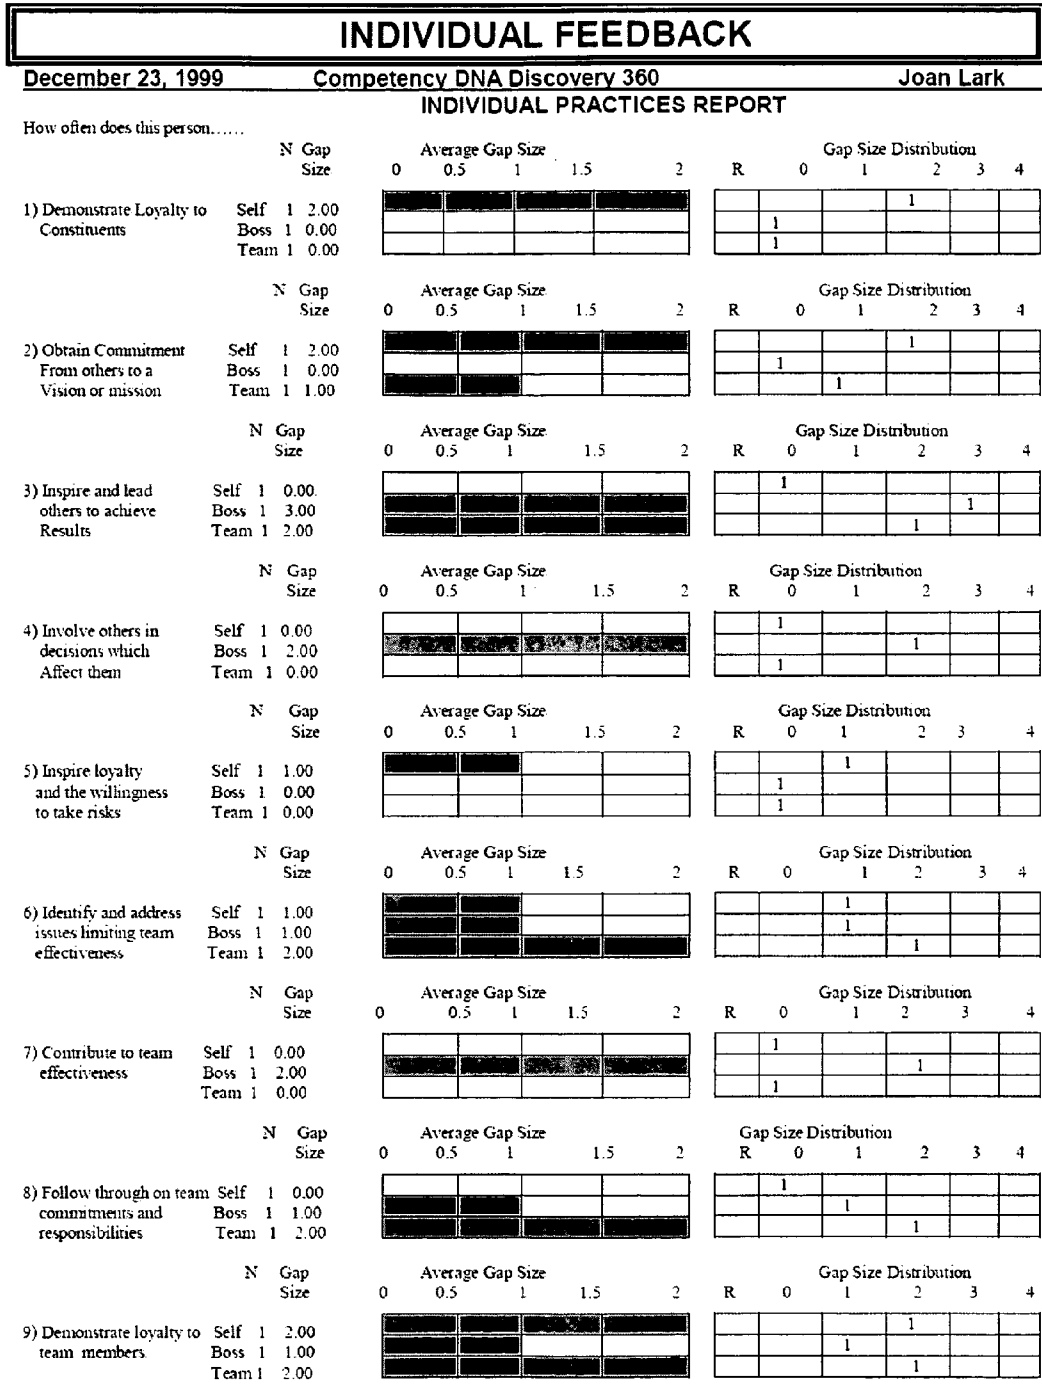 INDIVIDUAL FEEDBACK
December 23, 1999 Competency DNA Discovery 360 Joan Lark
INDIVIDUAL PRACTICES REPORT
How often does this person......
N Gap Average Gap Size Gap Size Distribution
Size 0 0.5 1 1.5 2 R 0 1 2 3 4
1) Demonstrate Loyalty to Self 1 2.00 1
Constituents Boss 1 0.00 1
Team 1 0.00 1
N Gap Average Gap Size Gap Size Distribution
Size 0 0.5 1 1.5 2 R 0 1 2 3 4
2) Obtain Commitment Self 1 2.00 1
From others to a Boss 1 0.00 1
Vision or mission Team 1 1.00 1
N Gap Average Gap Size Gap Size Distribution
Size 0 0.5 1 1.5 2 R 0 1 2 3 4
3) Inspire and lead Self 1 0.00. 1
others to achieve Boss 1 3.00 1
Results Team 1 2.00 1
N Gap Average Gap Size Gap Size Distribution
Size 0 0.5 1 1.5 2 R 0 1 2 3 4
4) Involve others in Self 1 0.00 1
decisions which Boss 1 2.00 1
Affect them Team 1 0.00 1
N Gap Average Gap Size Gap Size Distribution
Size 0 0.5 1 1.5 2 R 0 1 2 3 4
5) Inspire loyalty Self 1 1.00 1
and the willingness Boss 1 0.00 1
to take risks Team 1 0.00 1
N Gap Average Gap Size Gap Size Distribution
Size 0 0.5 1 1.5 2 R 0 1 2 3 4
6) Identify and address Self 1 1.00 1
issues limiting team Boss 1 1.00 1
effectiveness Team 1 2.00 1
N Gap Average Gap Size Gap Size Distribution
Size 0 0.5 1 1.5 2 R 0 1 2 3 4
7) Contribute to team Self 1 0.00 1
effectiveness Boss 1 2.00 1
Team 1 0.00 1
N Gap Average Gap Size Gap Size Distribution
Size 0 0.5 1 1.5 2 R 0 1 2 3 4
8) Follow through on team Self 1 0.00 1
commitments and Boss 1 1.00 1
responsibilities Team 1 2.00 1
N Gap Average Gap Size Gap Size Distribution
Size 0 0.5 1 1.5 2 R 0 1 2 3 4
9) Demonstrate loyalty to Self 1 2.00 1
team members Boss 1 1.00 1
Team 1 2.00 1